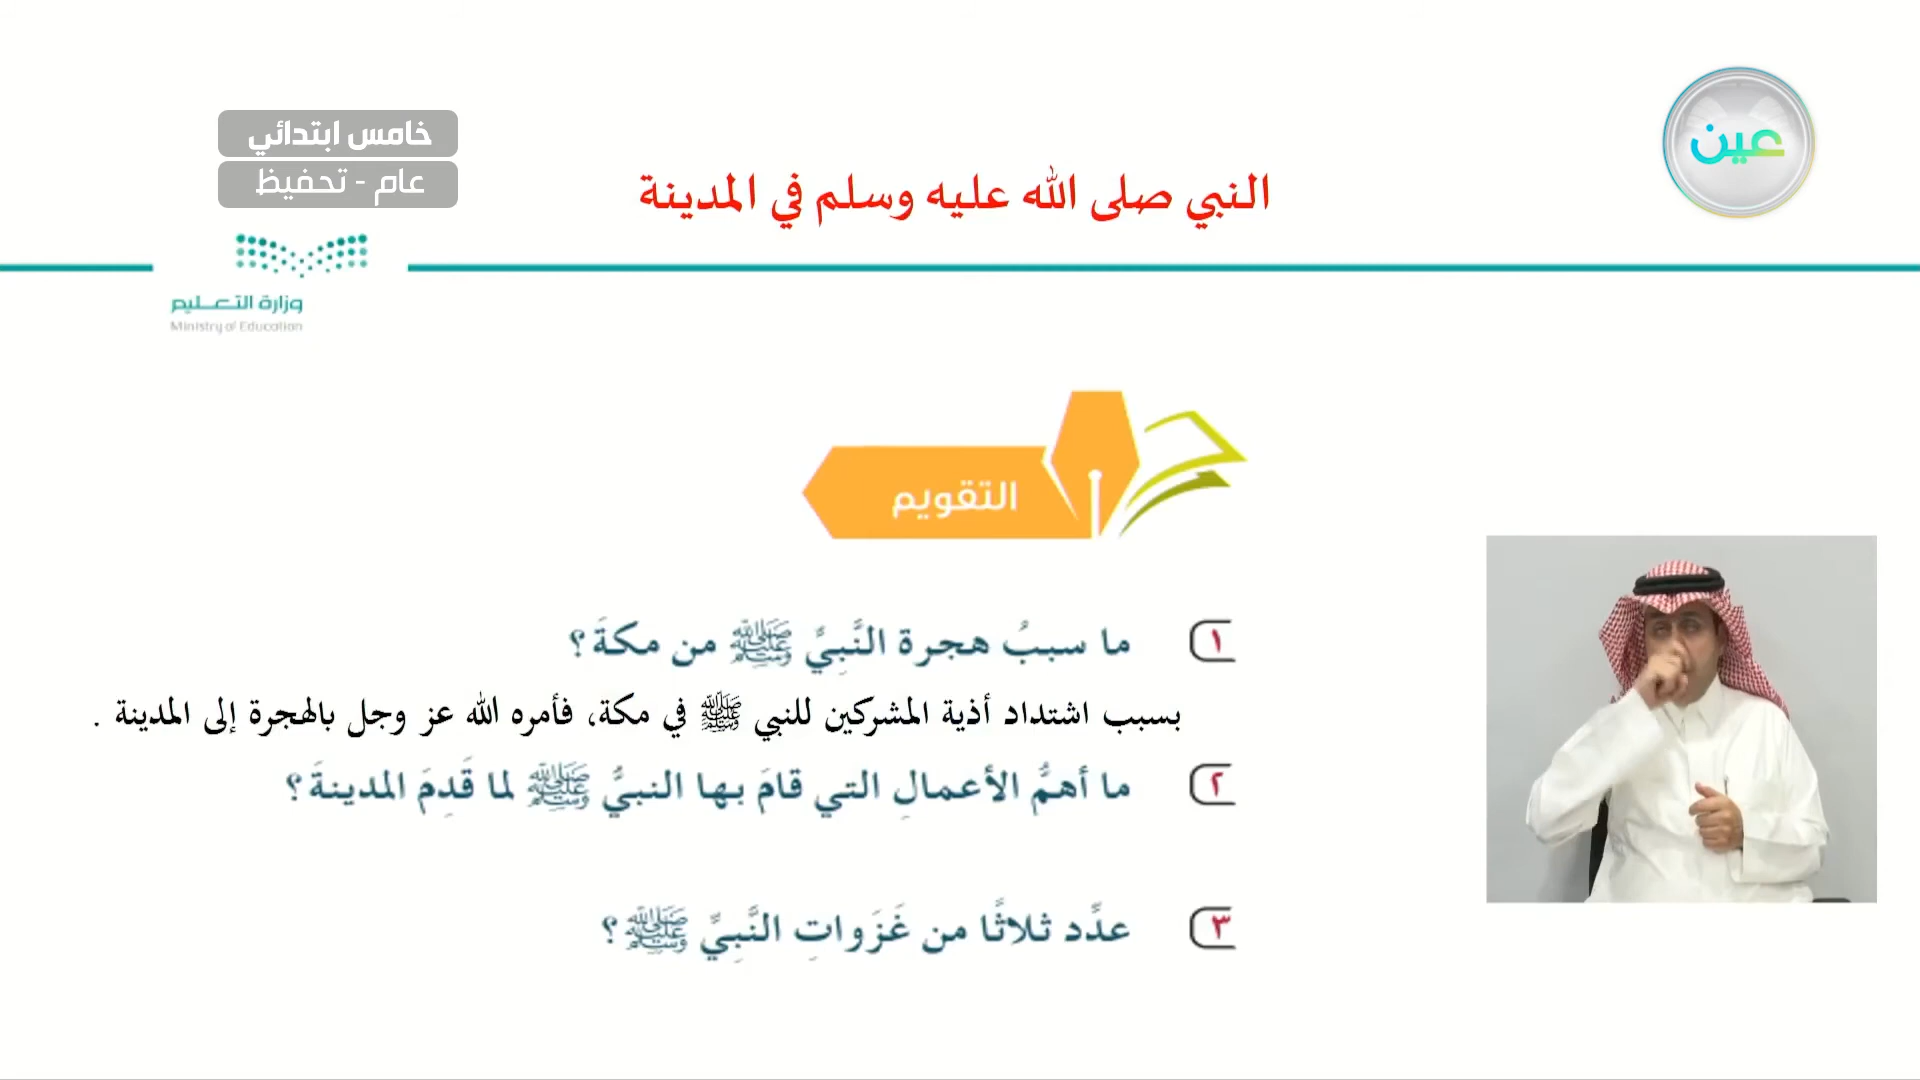 عين
خامس ابتدائي
عام - تحفيظ
النبي صلى الله عليه وسلم في المدينة
وزارة التعليم
Ministry of Education
التقويم
١ ما سببُ هجرة النَّبِيِّ ﷺ من مكةَ؟
بسبب اشتداد أذية المشركين للنبي ﷺ في مكة، فأمره الله عز وجل بالهجرة إلى المدينة .
٢ ما أهمُّ الأعمالِ التي قامَ بها النبيُّ ﷺ لما قَدِمَ المدينةَ؟
٣ عدِّد ثلاثًا من غَزَواتِ النَّبِيِّ ﷺ؟